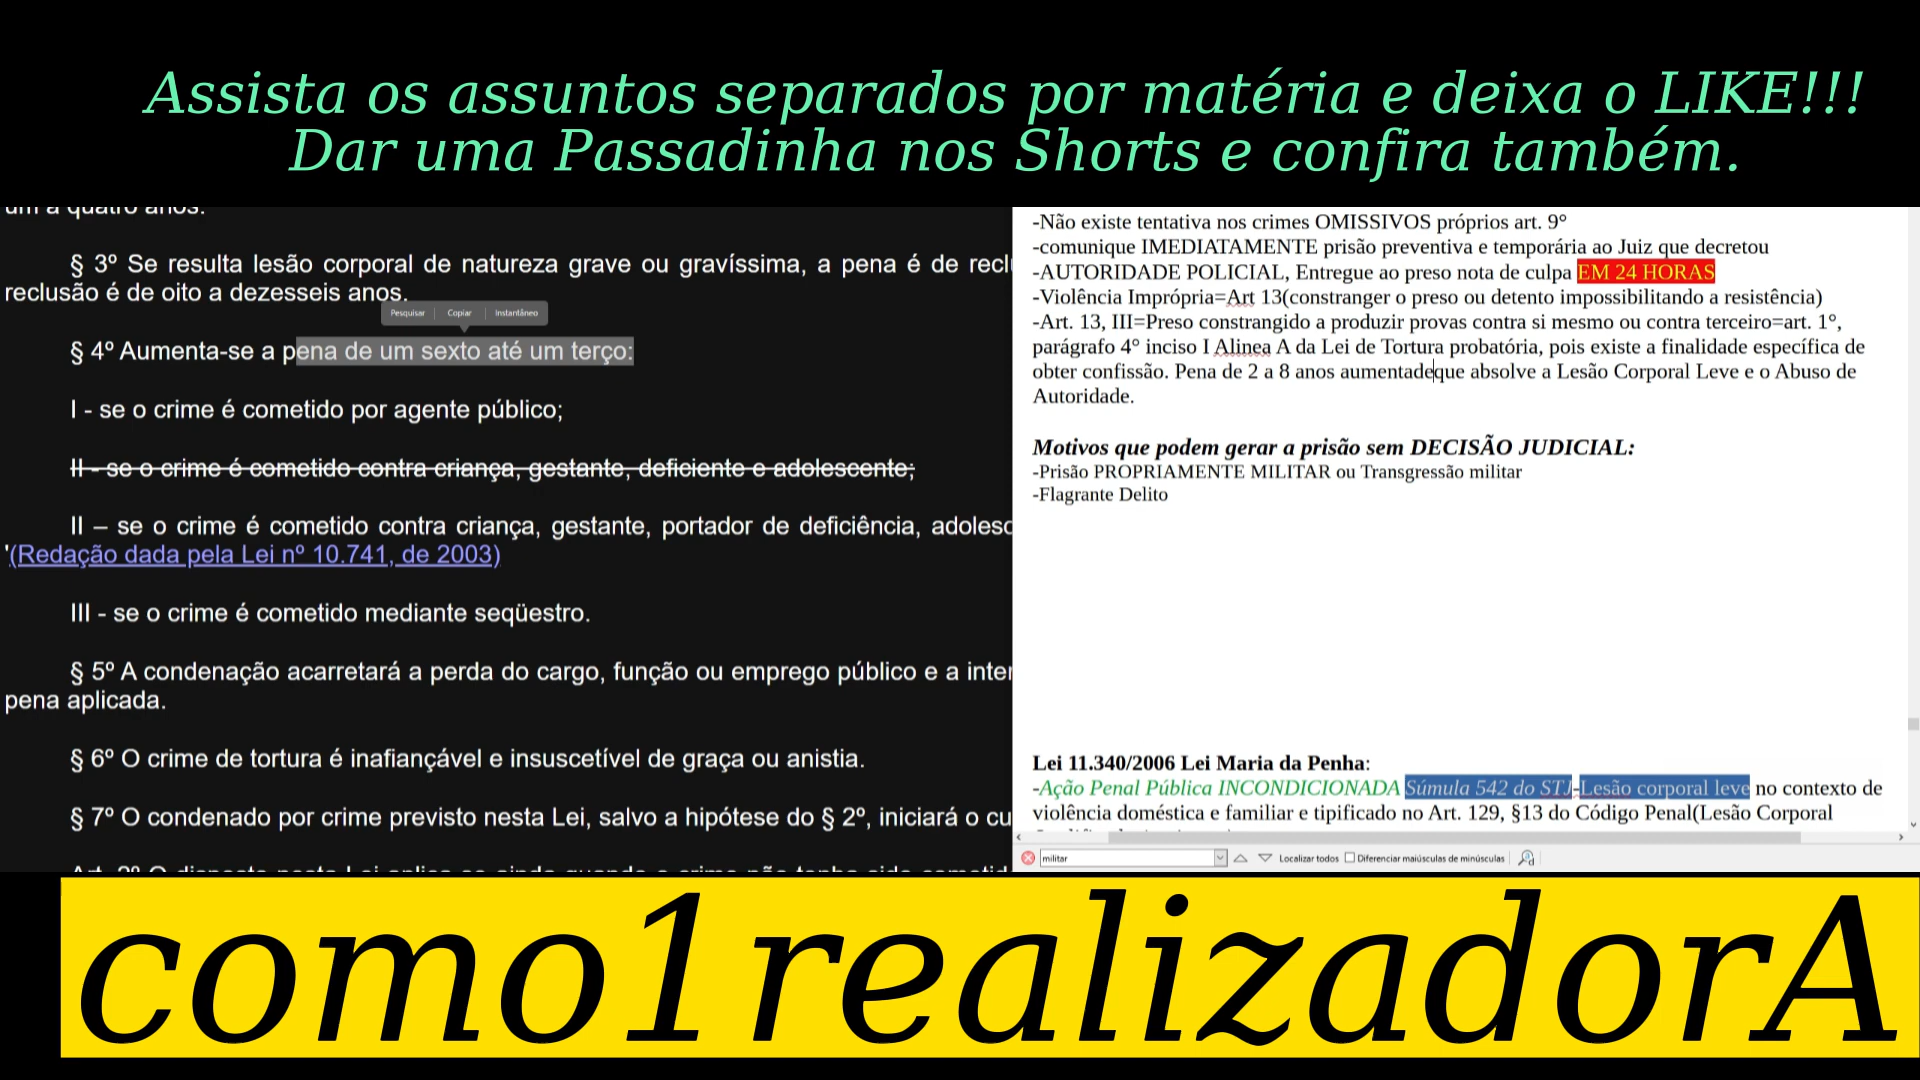 Assista os assuntos separados por matéria e deixa o LIKE!!!
Dar uma Passadinha nos Shorts e confira também.
um a quatro anos.
§ 3º Se resulta lesão corporal de natureza grave ou gravíssima, a pena é de recl
reclusão é de oito a dezesseis anos.
Pesquisar Copiar Instantâneo
§ 4º Aumenta-se a pena de um sexto até um terço:
I - se o crime é cometido por agente público;
II - se o crime é cometido contra criança, gestante, deficiente e adolescente;
II – se o crime é cometido contra criança, gestante, portador de deficiência, adolesc
'(Redação dada pela Lei nº 10.741, de 2003)
III - se o crime é cometido mediante seqüestro.
§ 5º A condenação acarretará a perda do cargo, função ou emprego público e a inter
pena aplicada.
§ 6º O crime de tortura é inafiançável e insuscetível de graça ou anistia.
§ 7º O condenado por crime previsto nesta Lei, salvo a hipótese do § 2º, iniciará o cu
-Não existe tentativa nos crimes OMISSIVOS próprios art. 9°
-comunique IMEDIATAMENTE prisão preventiva e temporária ao Juiz que decretou
-AUTORIDADE POLICIAL, Entregue ao preso nota de culpa EM 24 HORAS
-Violência Imprópria=Art 13(constranger o preso ou detento impossibilitando a resistência)
-Art. 13, III=Preso constrangido a produzir provas contra si mesmo ou contra terceiro=art. 1°,
parágrafo 4° inciso I Alinea A da Lei de Tortura probatória, pois existe a finalidade específica de
obter confissão. Pena de 2 a 8 anos aumentadeque absolve a Lesão Corporal Leve e o Abuso de
Autoridade.
Motivos que podem gerar a prisão sem DECISÃO JUDICIAL:
-Prisão PROPRIAMENTE MILITAR ou Transgressão militar
-Flagrante Delito
Lei 11.340/2006 Lei Maria da Penha:
-Ação Penal Pública INCONDICIONADA Súmula 542 do STJ-Lesão corporal leve no contexto de
violência doméstica e familiar e tipificado no Art. 129, §13 do Código Penal(Lesão Corporal
militar Localizar todos Diferenciar maiúsculas de minúsculas
como1realizadorA